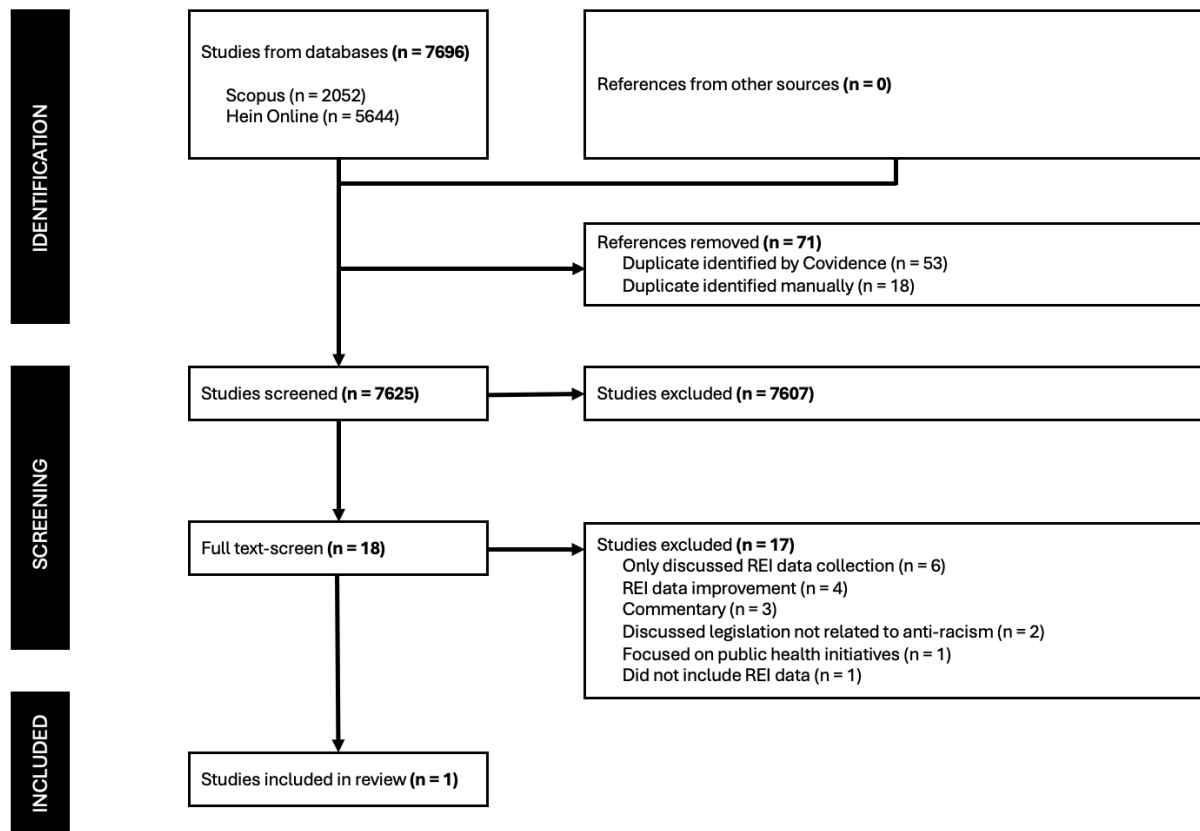 IDENTIFICATION
Studies from databases (n = 7696)
Scopus (n = 2052)
Hein Online (n = 5644)
References from other sources (n = 0)
References removed (n = 71)
Duplicate identified by Covidence (n = 53)
Duplicate identified manually (n = 18)
SCREENING
Studies screened (n = 7625)
Studies excluded (n = 7607)
Full text-screen (n = 18)
Studies excluded (n = 17)
Only discussed REI data collection (n = 6)
REI data improvement (n = 4)
Commentary (n = 3)
Discussed legislation not related to anti-racism (n = 2)
Focused on public health initiatives (n = 1)
Did not include REI data (n = 1)
INCLUDED
Studies included in review (n = 1)